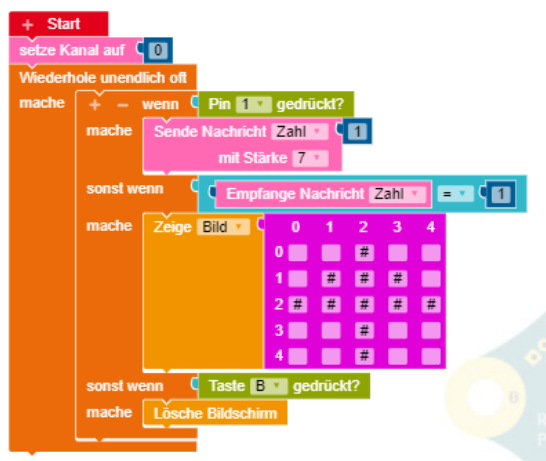 + Start
setze Kanal auf 0
Wiederhole unendlich oft
mache + − wenn Pin 1 gedrückt?
mache Sende Nachricht Zahl 1
mit Stärke 7
sonst wenn Empfange Nachricht Zahl = 1
mache Zeige Bild 0 1 2 3 4
0 #
1 # # #
2 # # # # #
3 #
4 #
sonst wenn Taste B gedrückt?
mache Lösche Bildschirm
0